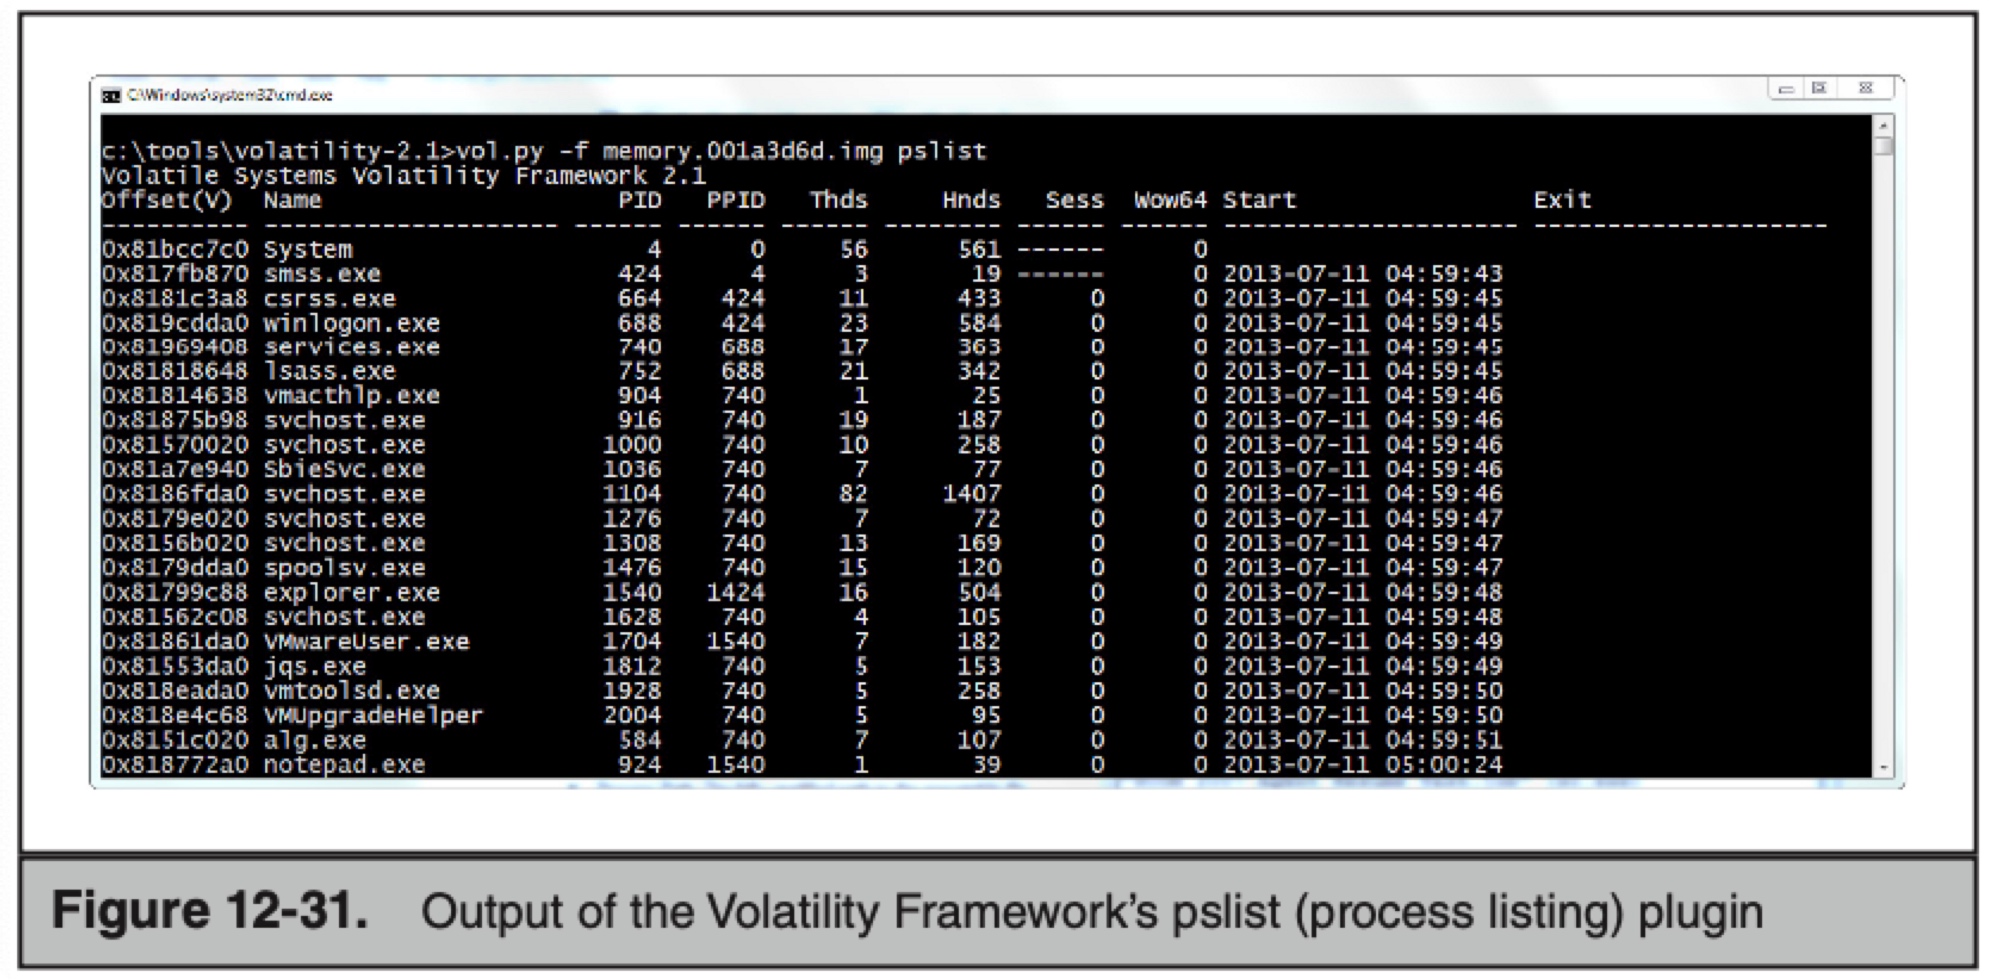 C:\Windows\system32\cmd.exe
c:\tools\volatility-2.1>vol.py -f memory.001a3d6d.img pslist
Volatile Systems Volatility Framework 2.1
Offset(V)  Name                    PID   PPID   Thds     Hnds   Sess  Wow64 Start                Exit
---------- -------------------- ------ ------ ------ -------- ------ ------ -------------------- --------------------
0x81bcc7c0 System                    4      0     56      561 ------      0
0x817fb870 smss.exe                424      4      3       19 ------      0 2013-07-11 04:59:43
0x8181c3a8 csrss.exe               664    424     11      433      0      0 2013-07-11 04:59:45
0x819cdda0 winlogon.exe            688    424     23      584      0      0 2013-07-11 04:59:45
0x81969408 services.exe            740    688     17      363      0      0 2013-07-11 04:59:45
0x81818648 lsass.exe               752    688     21      342      0      0 2013-07-11 04:59:45
0x81814638 vmacthlp.exe            904    740      1       25      0      0 2013-07-11 04:59:46
0x81875b98 svchost.exe             916    740     19      187      0      0 2013-07-11 04:59:46
0x81570020 svchost.exe            1000    740     10      258      0      0 2013-07-11 04:59:46
0x81a7e940 SbieSvc.exe            1036    740      7       77      0      0 2013-07-11 04:59:46
0x8186fda0 svchost.exe            1104    740     82     1407      0      0 2013-07-11 04:59:46
0x8179e020 svchost.exe            1276    740      7       72      0      0 2013-07-11 04:59:47
0x8156b020 svchost.exe            1308    740     13      169      0      0 2013-07-11 04:59:47
0x8179dda0 spoolsv.exe            1476    740     15      120      0      0 2013-07-11 04:59:47
0x81799c88 explorer.exe           1540   1424     16      504      0      0 2013-07-11 04:59:48
0x81562c08 svchost.exe            1628    740      4      105      0      0 2013-07-11 04:59:48
0x81861da0 VMwareUser.exe         1704   1540      7      182      0      0 2013-07-11 04:59:49
0x81553da0 jqs.exe                1812    740      5      153      0      0 2013-07-11 04:59:49
0x818eada0 vmtoolsd.exe           1928    740      5      258      0      0 2013-07-11 04:59:50
0x818e4c68 VMUpgradeHelper        2004    740      5       95      0      0 2013-07-11 04:59:50
0x8151c020 alg.exe                 584    740      7      107      0      0 2013-07-11 04:59:51
0x818772a0 notepad.exe             924   1540      1       39      0      0 2013-07-11 05:00:24
Figure 12-31. Output of the Volatility Framework's pslist (process listing) plugin